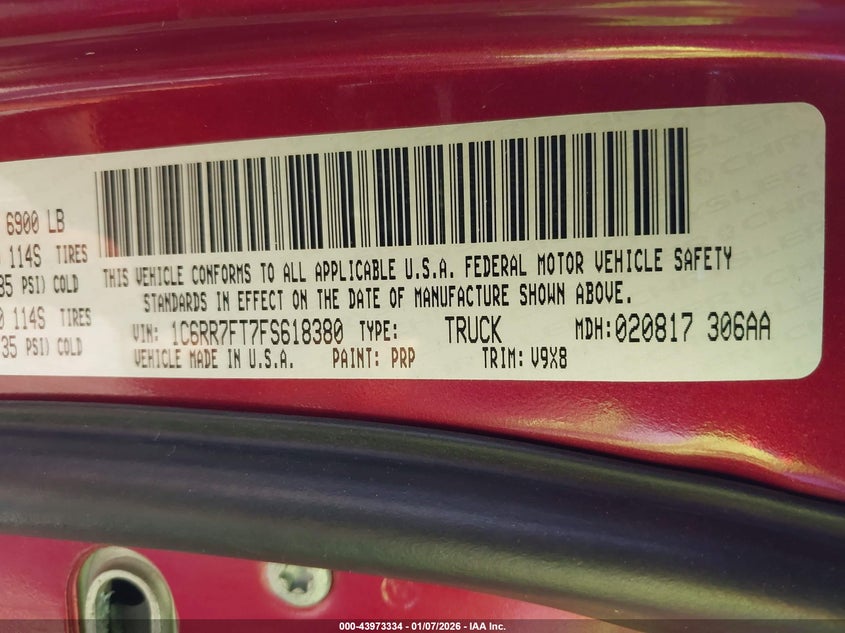 6900 LB
114S TIRES
35 PSI) COLD
0 114S TIRES
35 PSI) COLD
THIS VEHICLE CONFORMS TO ALL APPLICABLE U.S.A. FEDERAL MOTOR VEHICLE SAFETY
STANDARDS IN EFFECT ON THE DATE OF MANUFACTURE SHOWN ABOVE.
VIN: 1C6RR7FT7FS618380 TYPE: TRUCK MDH:020817 306AA
VEHICLE MADE IN U.S.A. PAINT: PRP TRIM: V9X8
CHRYSLER
000-43973334 - 01/07/2026 - IAA Inc.